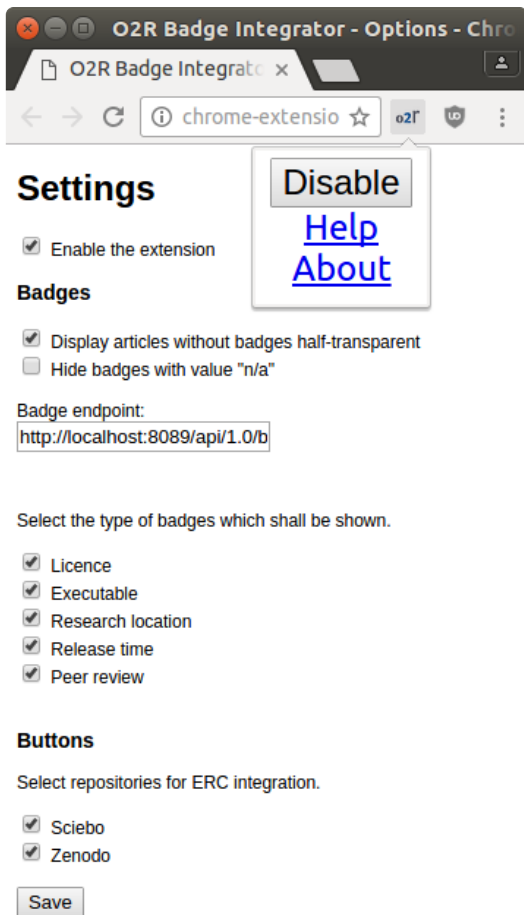 O2R Badge Integrator - Options - Chro
O2R Badge Integrato
chrome-extensio
o2r
Settings
Disable
Help
About
Enable the extension
Badges
Display articles without badges half-transparent
Hide badges with value "n/a"
Badge endpoint:
http://localhost:8089/api/1.0/b
Select the type of badges which shall be shown.
Licence
Executable
Research location
Release time
Peer review
Buttons
Select repositories for ERC integration.
Sciebo
Zenodo
Save